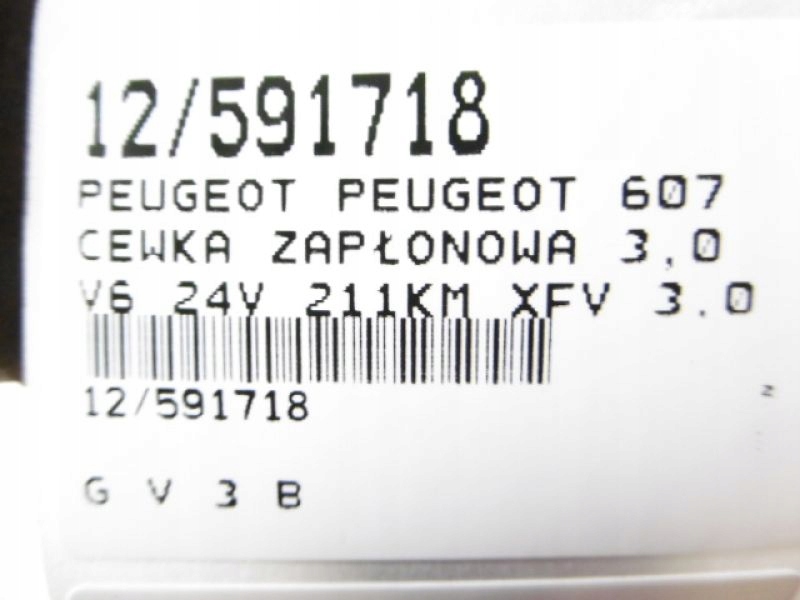 12/591718
PEUGEOT PEUGEOT 607
CEWKA ZAPŁONOWA 3,0
V6 24V 211KM XFV 3.0
12/591718
G V 3 B